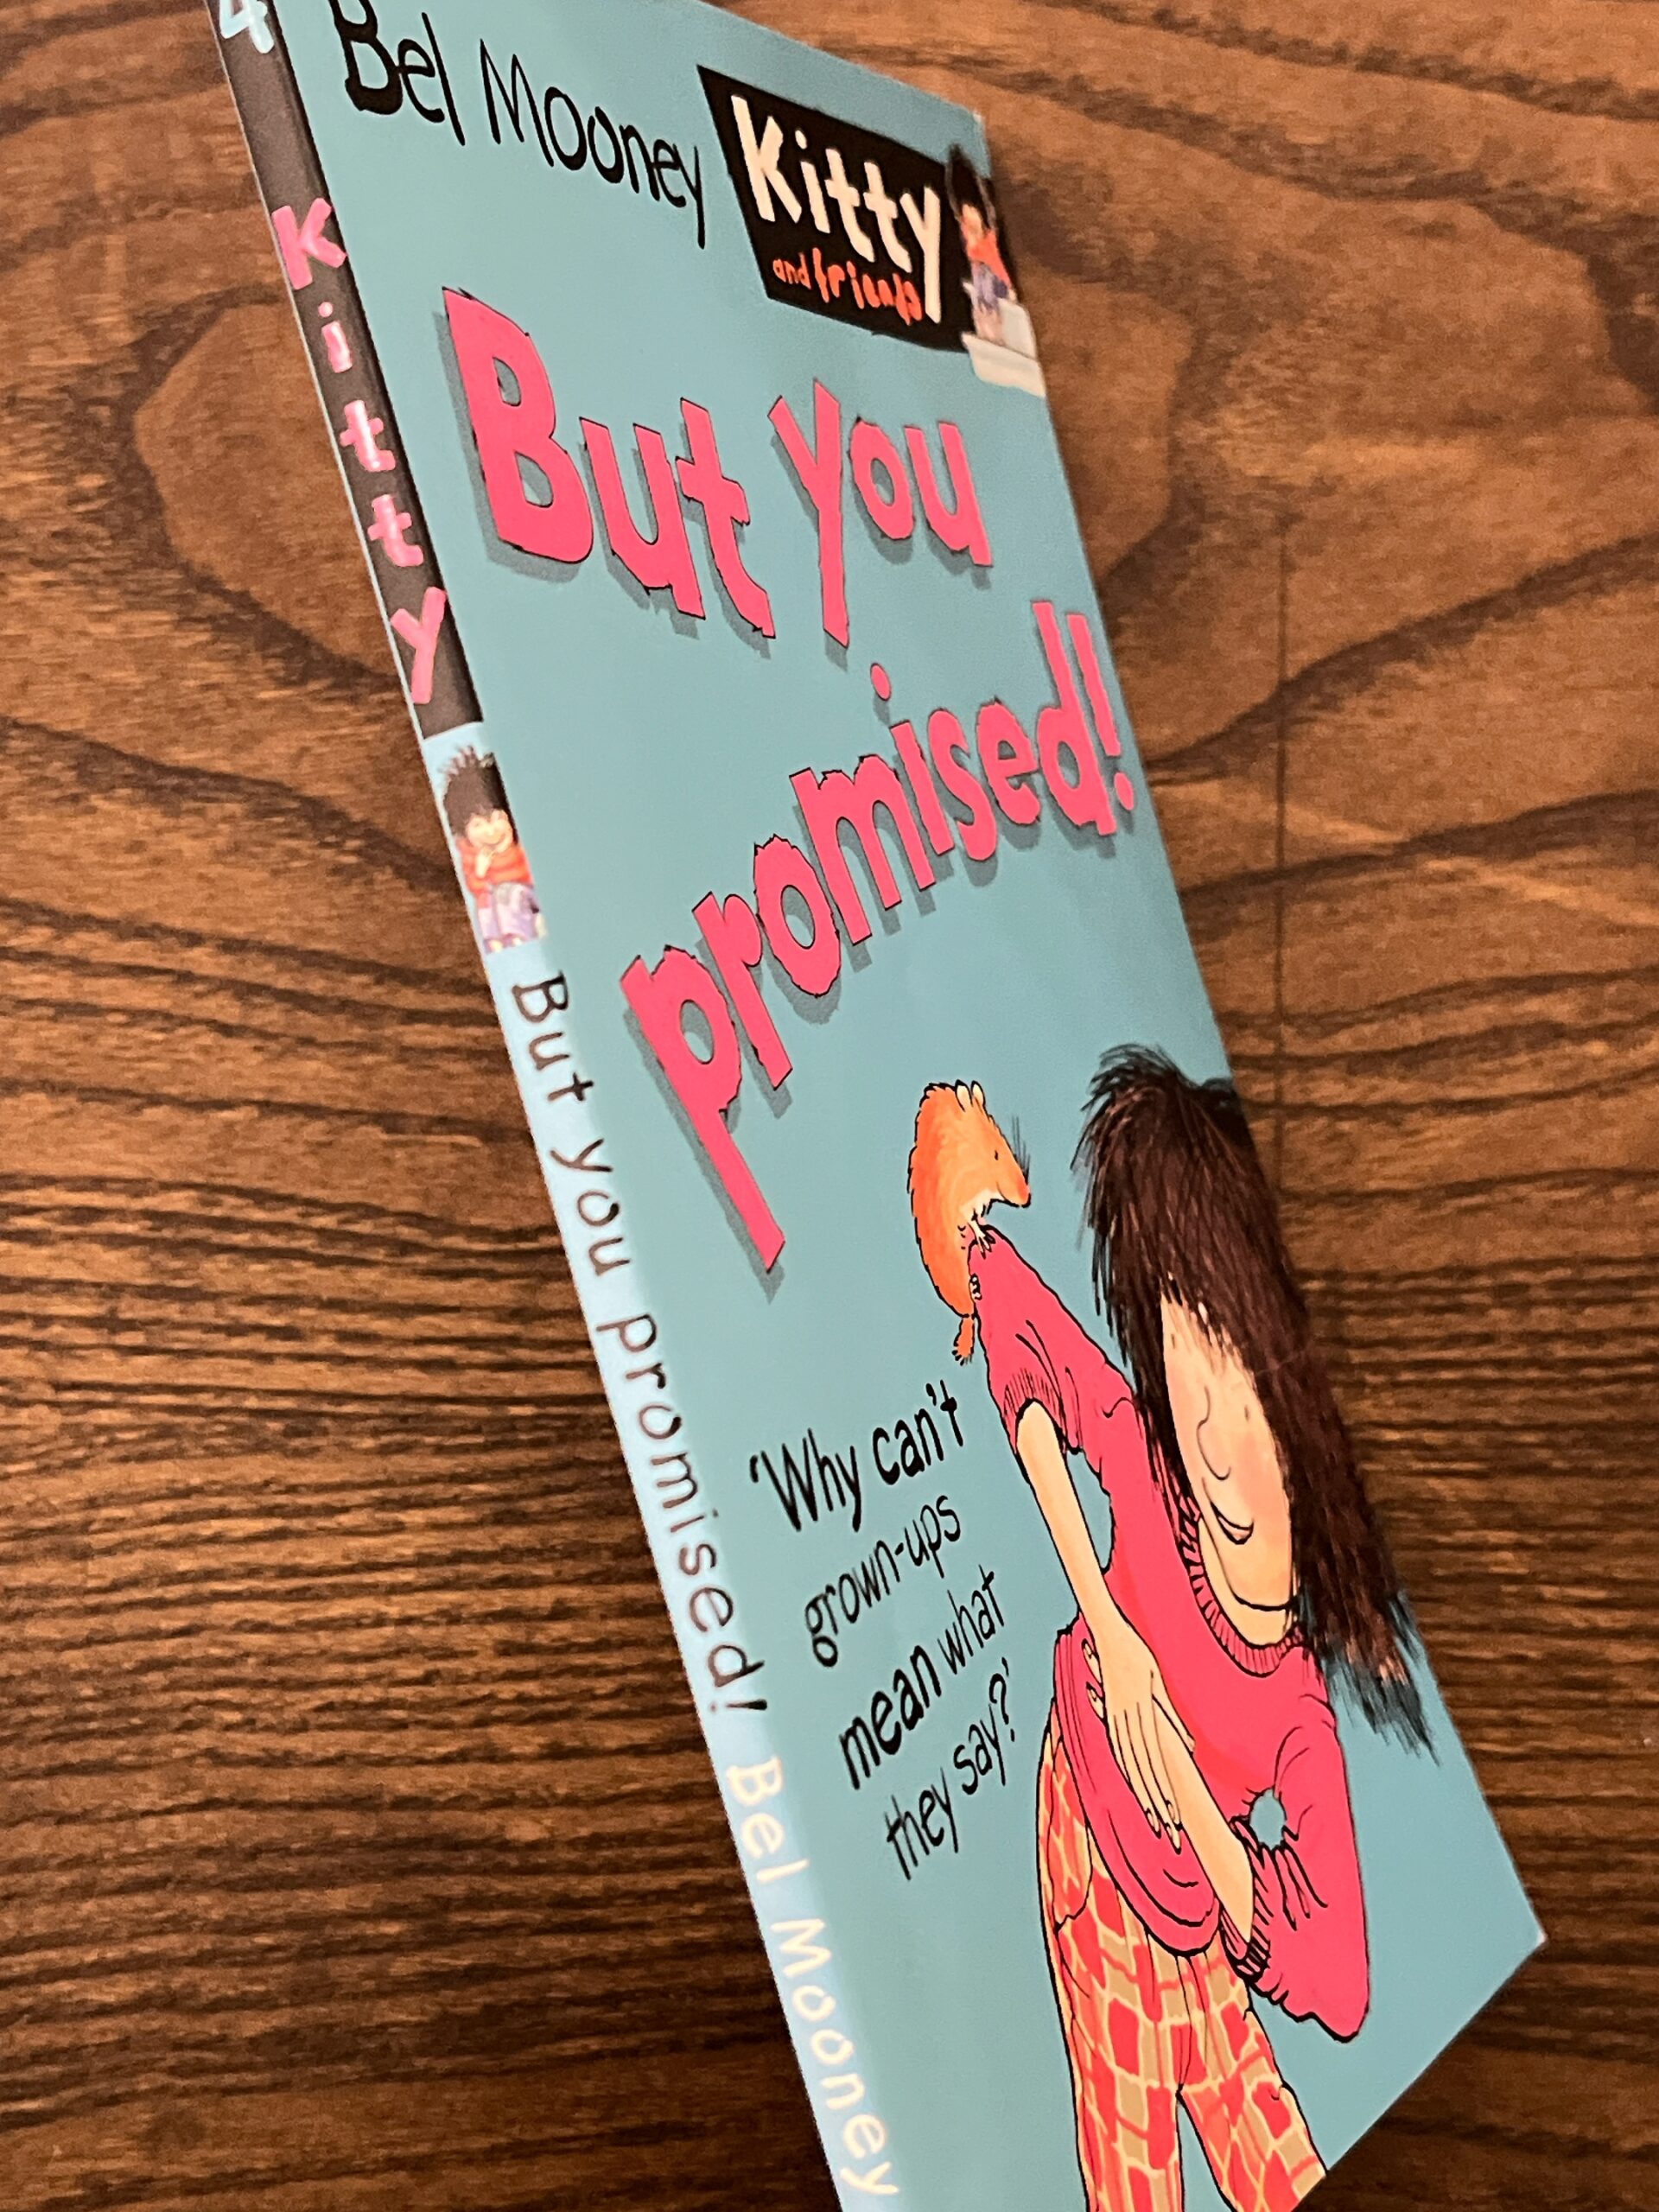 Bel Mooney
Kitty
and friends
But you
promised!
'Why can't
grown-ups
mean what
they say?'
4 Kitty But you promised! Bel Mooney